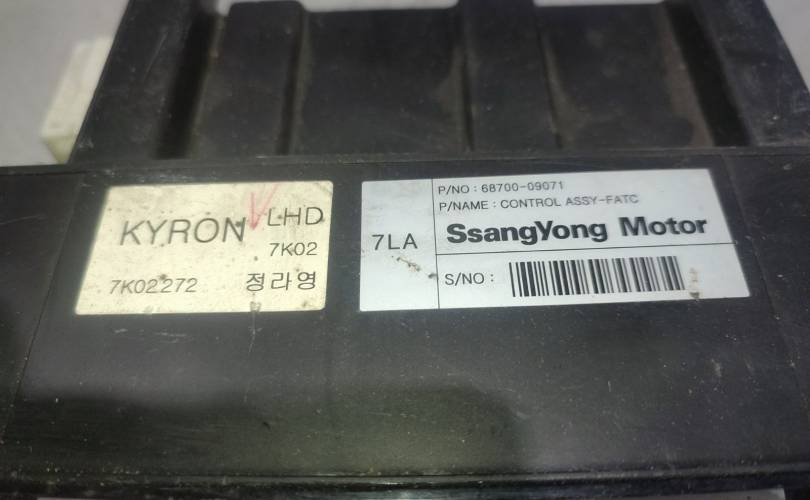 KYRON LHD
7K02
7K02272 정라영
7LA
P/NO : 68700-09071
P/NAME : CONTROL ASSY-FATC
SsangYong Motor
S/NO :